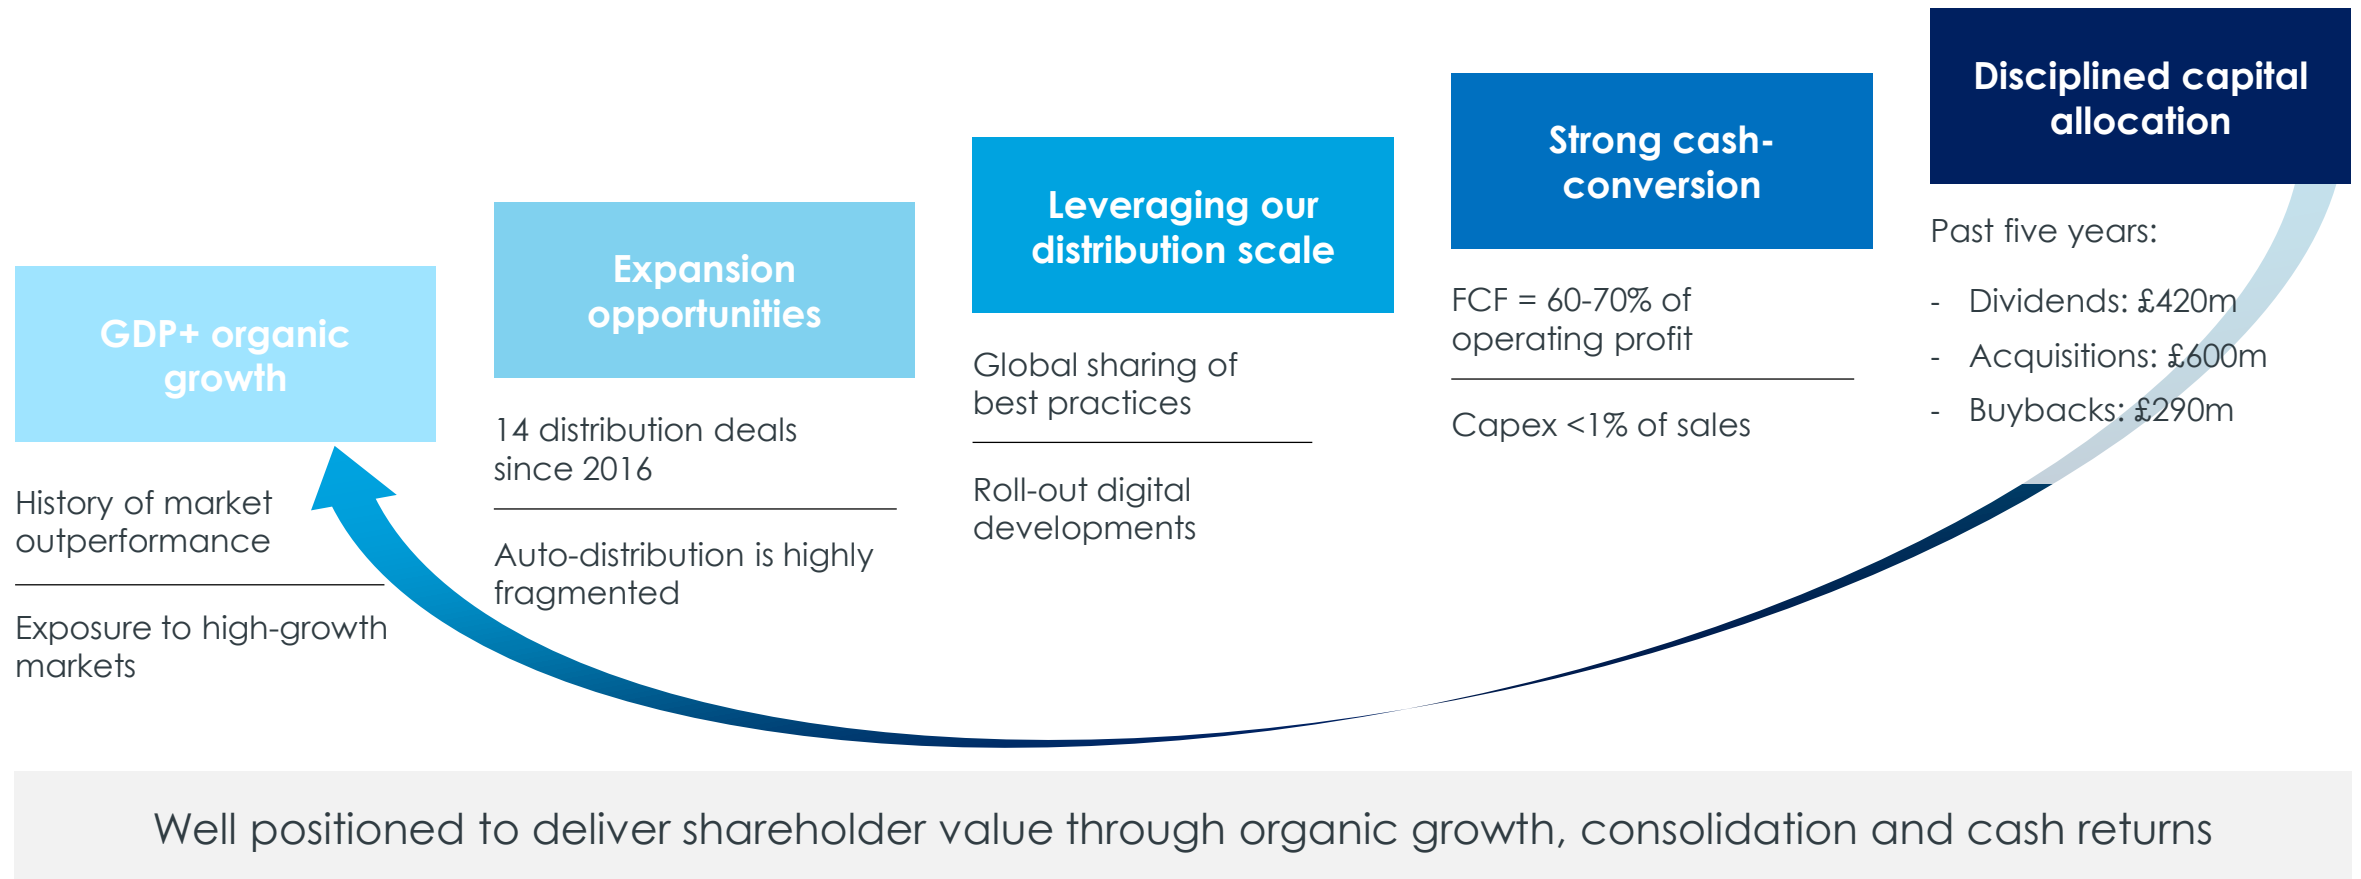 GDP+ organic
growth
History of market
outperformance
Exposure to high-growth
markets
Expansion
opportunities
14 distribution deals
since 2016
Auto-distribution is highly
fragmented
Leveraging our
distribution scale
Global sharing of
best practices
Roll-out digital
developments
Strong cash-
conversion
FCF = 60-70% of
operating profit
Capex <1% of sales
Disciplined capital
allocation
Past five years:
- Dividends: £420m
- Acquisitions: £600m
- Buybacks: £290m
Well positioned to deliver shareholder value through organic growth, consolidation and cash returns